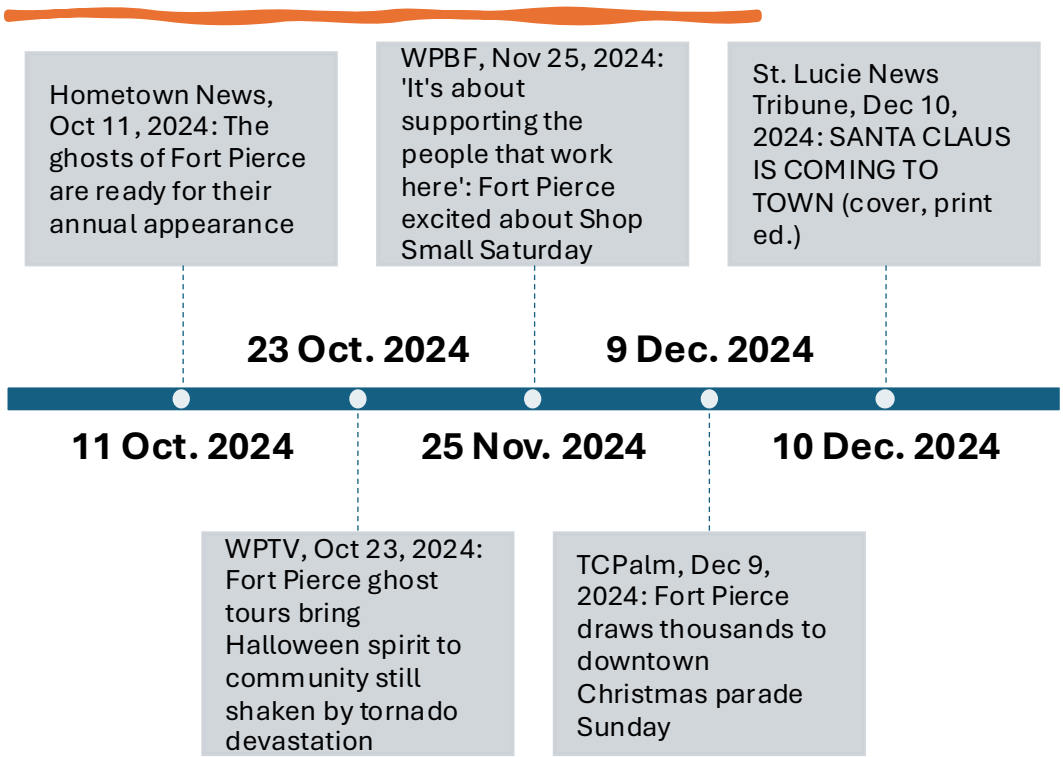 Hometown News,
Oct 11, 2024: The
ghosts of Fort Pierce
are ready for their
annual appearance
WPBF, Nov 25, 2024:
'It's about
supporting the
people that work
here': Fort Pierce
excited about Shop
Small Saturday
St. Lucie News
Tribune, Dec 10,
2024: SANTA CLAUS
IS COMING TO
TOWN (cover, print
ed.)
23 Oct. 2024
9 Dec. 2024
11 Oct. 2024
25 Nov. 2024
10 Dec. 2024
WPTV, Oct 23, 2024:
Fort Pierce ghost
tours bring
Halloween spirit to
community still
shaken by tornado
devastation
TCPalm, Dec 9,
2024: Fort Pierce
draws thousands to
downtown
Christmas parade
Sunday